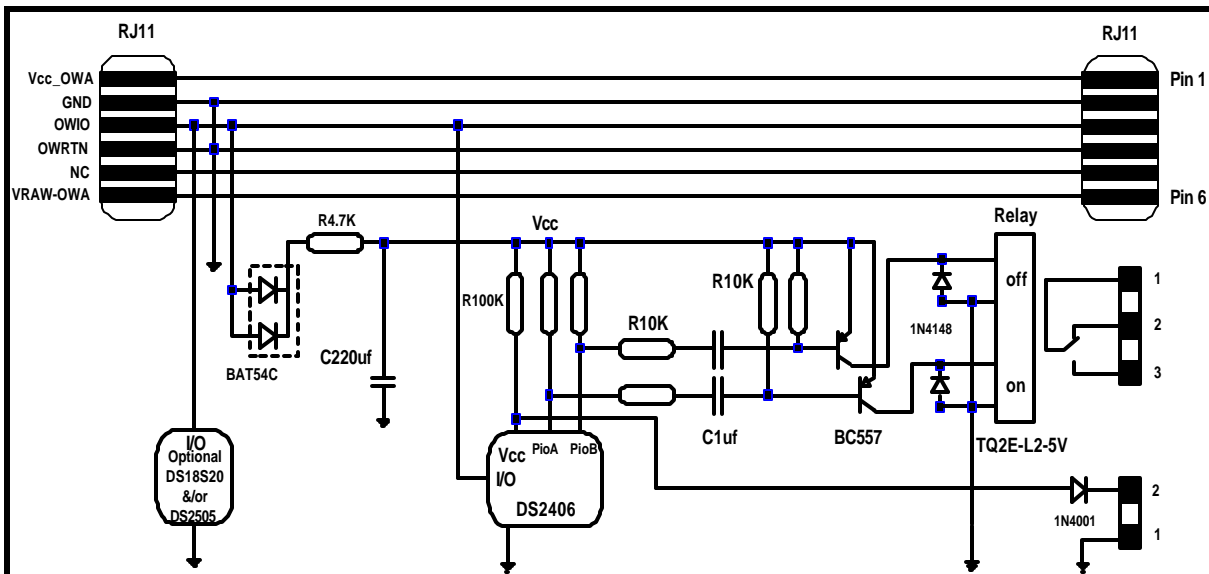 RJ11
RJ11
Vcc_OWA
Pin 1
GND
OWIO
OWRTN
NC
VRAW-OWA
Pin 6
R4.7K
Vcc
Relay
R100K
R10K
off
1
R10K
1N4148
2
C220uf
BAT54C
3
on
C1uf
BC557
TQ2E-L2-5V
I/O
Optional
DS18S20
&/or
DS2505
Vcc
PioA
PioB
I/O
DS2406
2
1N4001
1